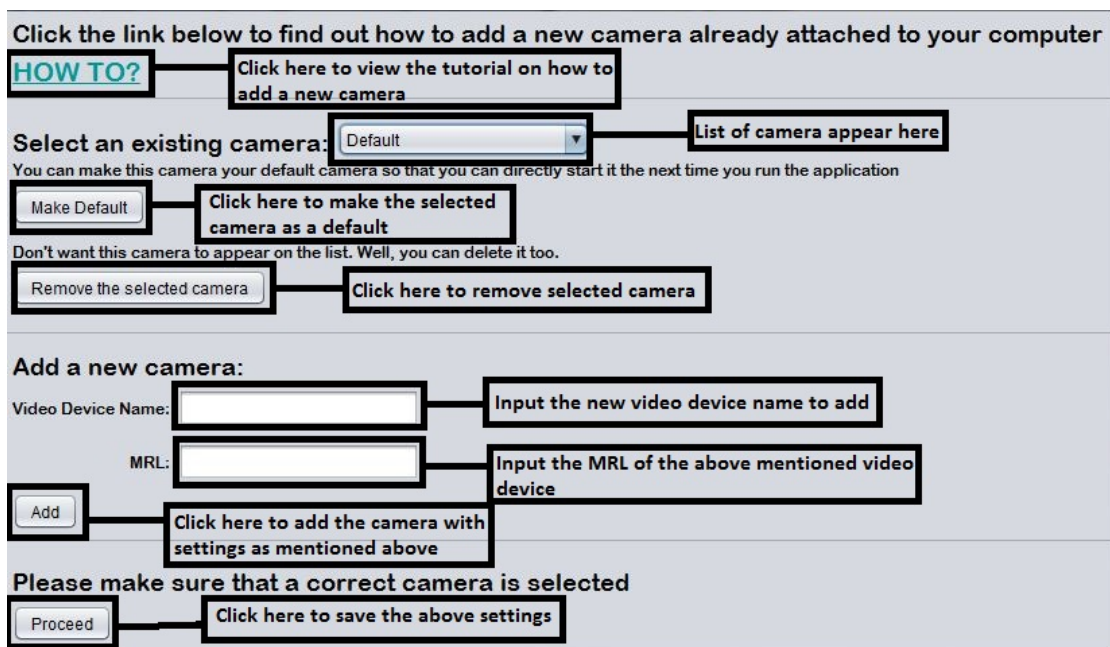 Click the link below to find out how to add a new camera already attached to your computer
HOW TO?
Click here to view the tutorial on how to
add a new camera
Select an existing camera:
Default
List of camera appear here
You can make this camera your default camera so that you can directly start it the next time you run the application
Make Default
Click here to make the selected
camera as a default
Don't want this camera to appear on the list. Well, you can delete it too.
Remove the selected camera
Click here to remove selected camera
Add a new camera:
Video Device Name:
Input the new video device name to add
MRL:
Input the MRL of the above mentioned video
device
Add
Click here to add the camera with
settings as mentioned above
Please make sure that a correct camera is selected
Proceed
Click here to save the above settings